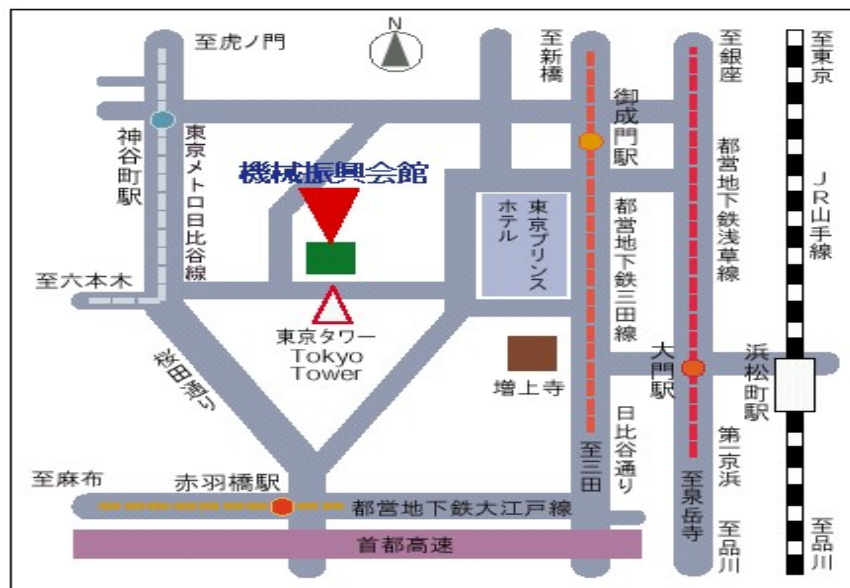 至虎ノ門
N
至新橋
至銀座
至東京
神谷町駅
東京メトロ日比谷線
御成門駅
機械振興会館
東京プリンス
ホテル
都営地下鉄三田線
都営地下鉄浅草線
JR山手線
至六本木
東京タワー
Tokyo
Tower
桜田通り
増上寺
大門駅
浜松町駅
日比谷通り
第一京浜
至麻布
赤羽橋駅
都営地下鉄大江戸線
至三田
至泉岳寺
首都高速
至品川
至品川